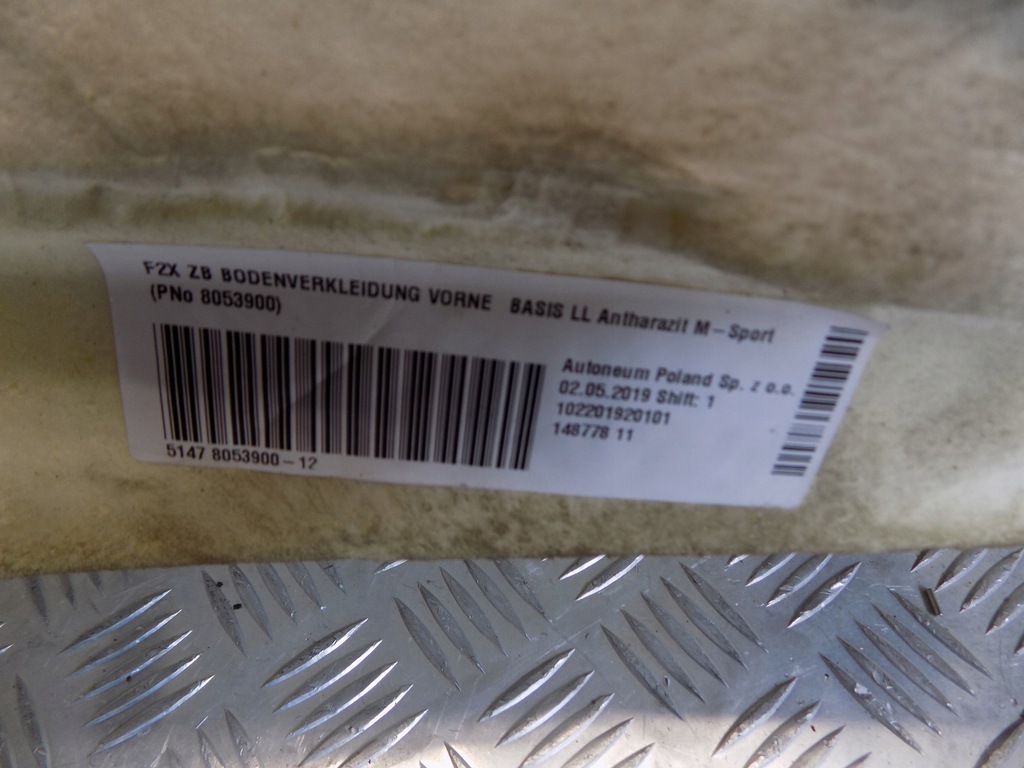 F2X ZB BODENVERKLEIDUNG VORNE BASIS LL Antharazit M-Sport
(PNo 8053900)
Autoneum Poland Sp. z o.o.
02.05.2019 Shift: 1
102201920101
148778 11
5147 8053900-12